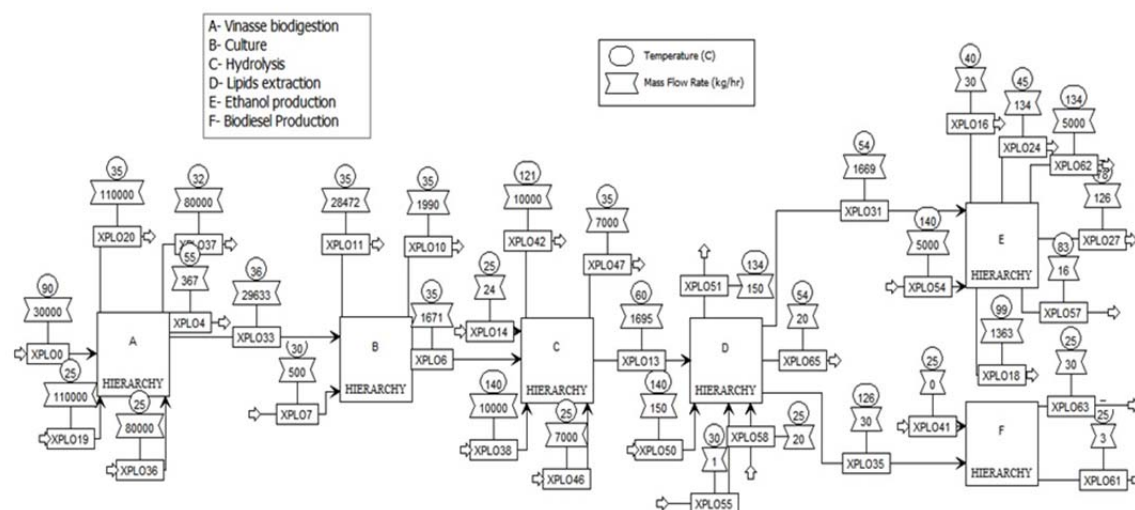 A- Vinasse biodigestion
B- Culture
C- Hydrolysis
D- Lipids extraction
E- Ethanol production
F- Biodiesel Production
Temperature (C)
Mass Flow Rate (kg/hr)
90
30000
XPLO0
25
110000
XPLO19
25
80000
XPLO36
35
110000
XPLO20
32
80000
XPLO37
55
367
XPLO4
A
HIERARCHY
36
29633
XPLO33
30
500
XPLO7
35
28472
XPLO11
35
1990
XPLO10
B
HIERARCHY
35
1671
XPLO6
25
24
XPLO14
140
10000
XPLO38
25
7000
XPLO46
121
10000
XPLO42
35
7000
XPLO47
C
HIERARCHY
60
1695
XPLO13
140
150
XPLO50
30
1
XPLO55
XPLO58
25
20
XPLO51
134
150
54
20
XPLO65
D
HIERARCHY
54
1669
XPLO31
126
30
XPLO35
140
5000
XPLO54
40
30
XPLO16
45
134
XPLO24
134
5000
XPLO62
78
126
XPLO27
83
16
XPLO57
99
1363
XPLO18
E
HIERARCHY
25
0
XPLO41
25
30
XPLO63
25
3
XPLO61
F
HIERARCHY